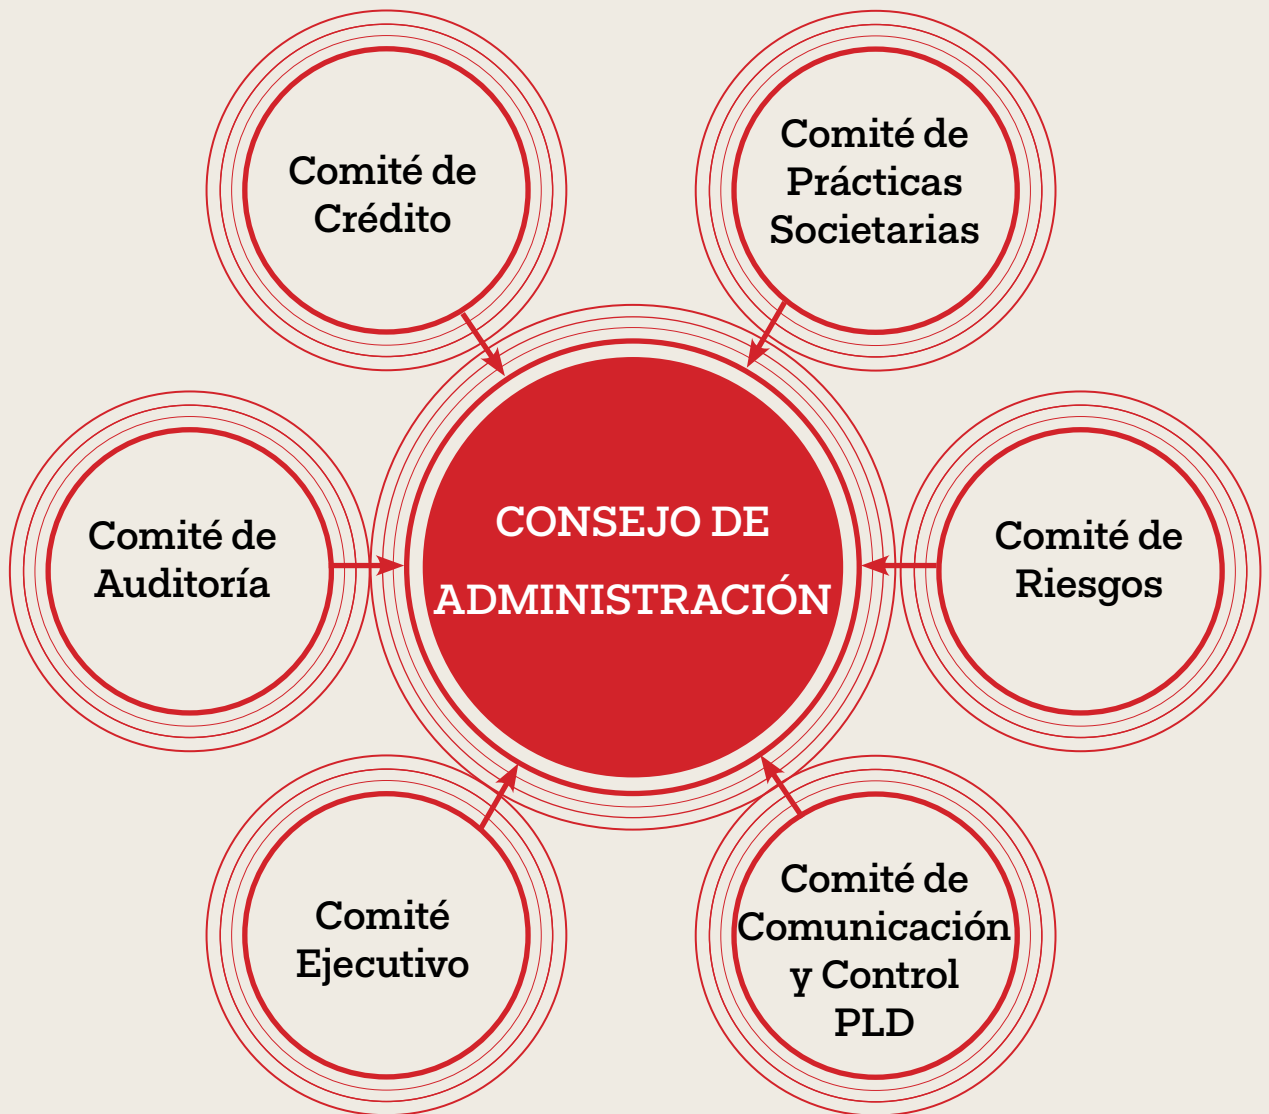 Comité de
Crédito
Comité de
Prácticas
Societarias
Comité de
Auditoría
CONSEJO DE
ADMINISTRACIÓN
Comité de
Riesgos
Comité
Ejecutivo
Comité de
Comunicación
y Control
PLD